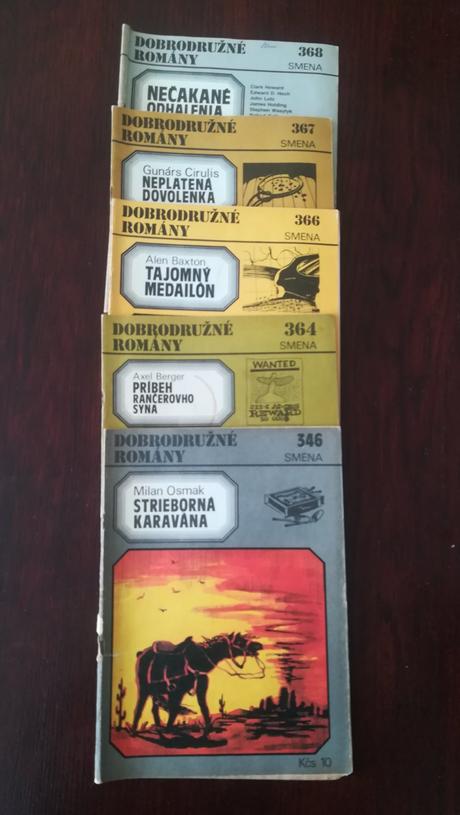 DOBRODRUŽNÉ
ROMÁNY
368
SMENA
NEČAKANÉ
ODHALENIA
Clark Howard
Edward D. Hoch
John Lutz
James Holding
Stephen Wasylyk
DOBRODRUŽNÉ
ROMÁNY
367
SMENA
Gunárs Cirulis
NEPLATENÁ
DOVOLENKA
DOBRODRUŽNÉ
ROMÁNY
366
SMENA
Alen Baxton
TAJOMNÝ
MEDAILÓN
DOBRODRUŽNÉ
ROMÁNY
364
SMENA
Axel Berger
PRÍBEH
RANČEROVHO
SYNA
WANTED
REWARD
DOBRODRUŽNÉ
ROMÁNY
346
SMENA
Milan Osmak
STRIEBORNA
KARAVÁNA
Kčs 10